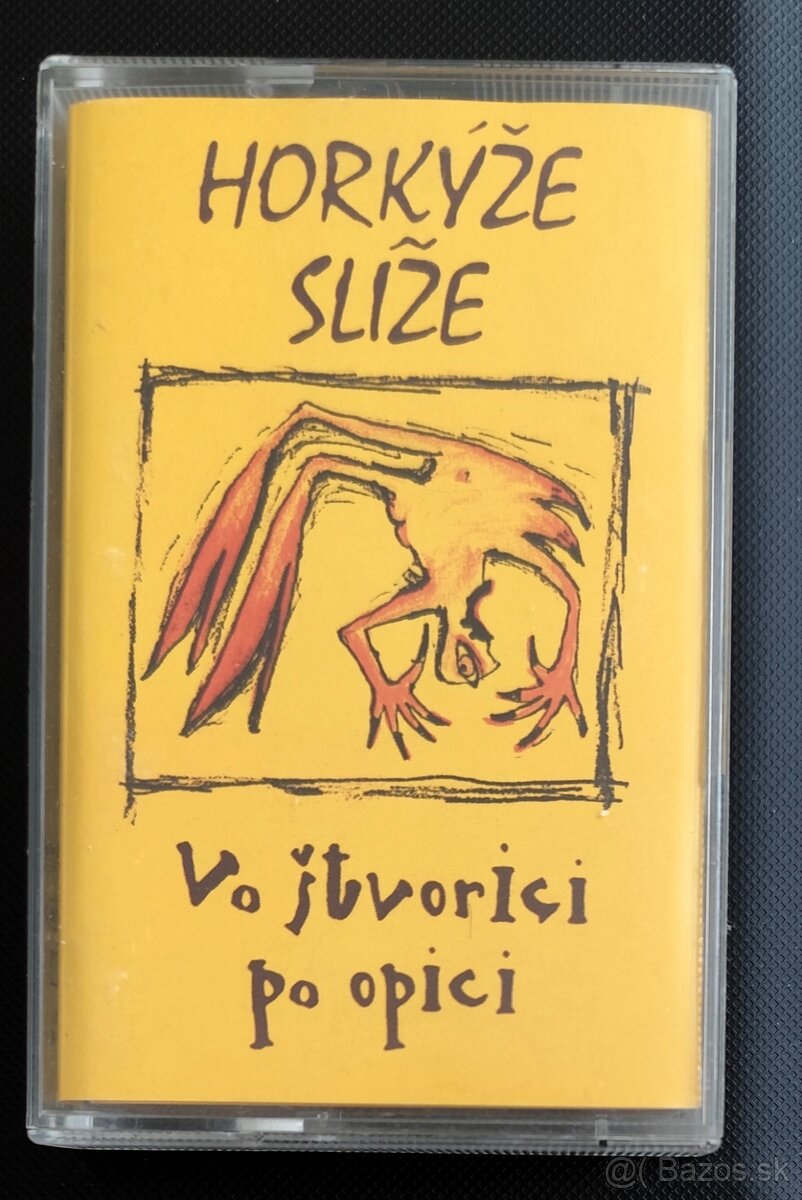 HORKÝŽE
SLÍŽE
Vo štvorici
po opici
@( Bazos.sk